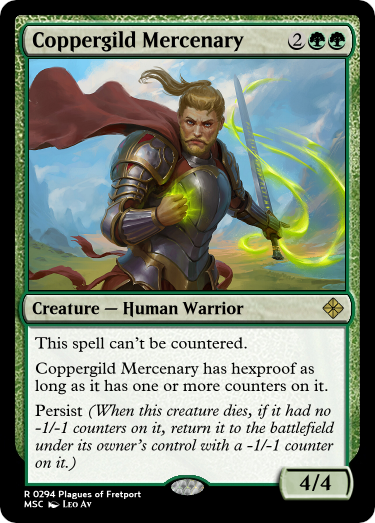 Coppergild Mercenary 2
Creature — Human Warrior
This spell can't be countered.
Coppergild Mercenary has hexproof as
long as it has one or more counters on it.
Persist (When this creature dies, if it had no
-1/-1 counters on it, return it to the battlefield
under its owner's control with a -1/-1 counter
on it.)
4/4
R 0294 Plagues of Fretport
MSC Leo Av